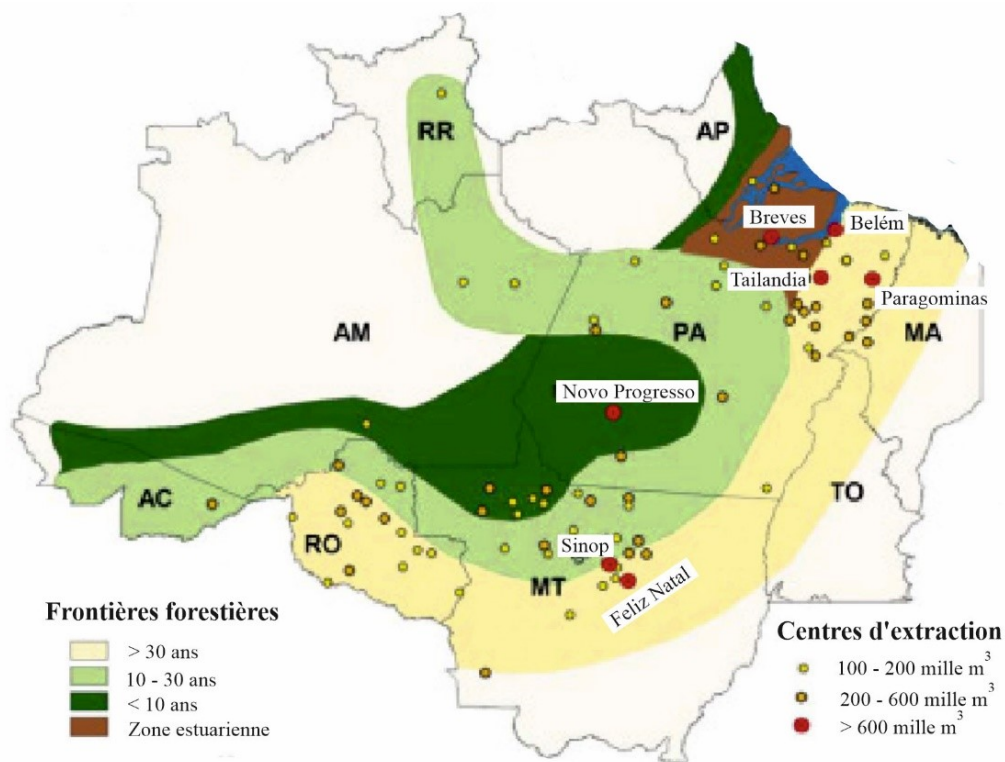 RR
AP
Breves
Belém
Tailandia
Paragominas
AM
PA
MA
Novo Progresso
AC
TO
RO
Sinop
MT
Feliz Natal
Frontières forestières
> 30 ans
10 - 30 ans
< 10 ans
Zone estuarienne
Centres d'extraction
100 - 200 mille m³
200 - 600 mille m³
> 600 mille m³